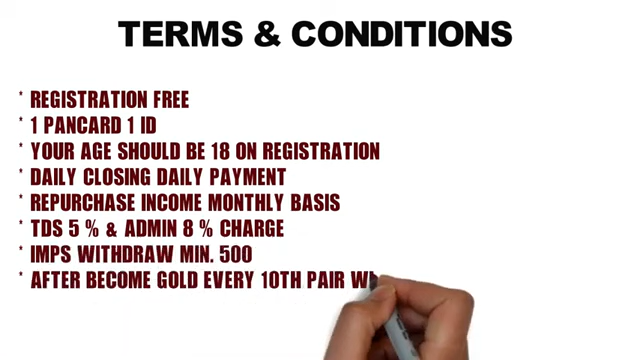 TERMS & CONDITIONS
* REGISTRATION FREE
* 1 PANCARD 1 ID
* YOUR AGE SHOULD BE 18 ON REGISTRATION
* DAILY CLOSING DAILY PAYMENT
* REPURCHASE INCOME MONTHLY BASIS
* TDS 5 % & ADMIN 8 % CHARGE
* IMPS WITHDRAW MIN. 500
* AFTER BECOME GOLD EVERY 10TH PAIR